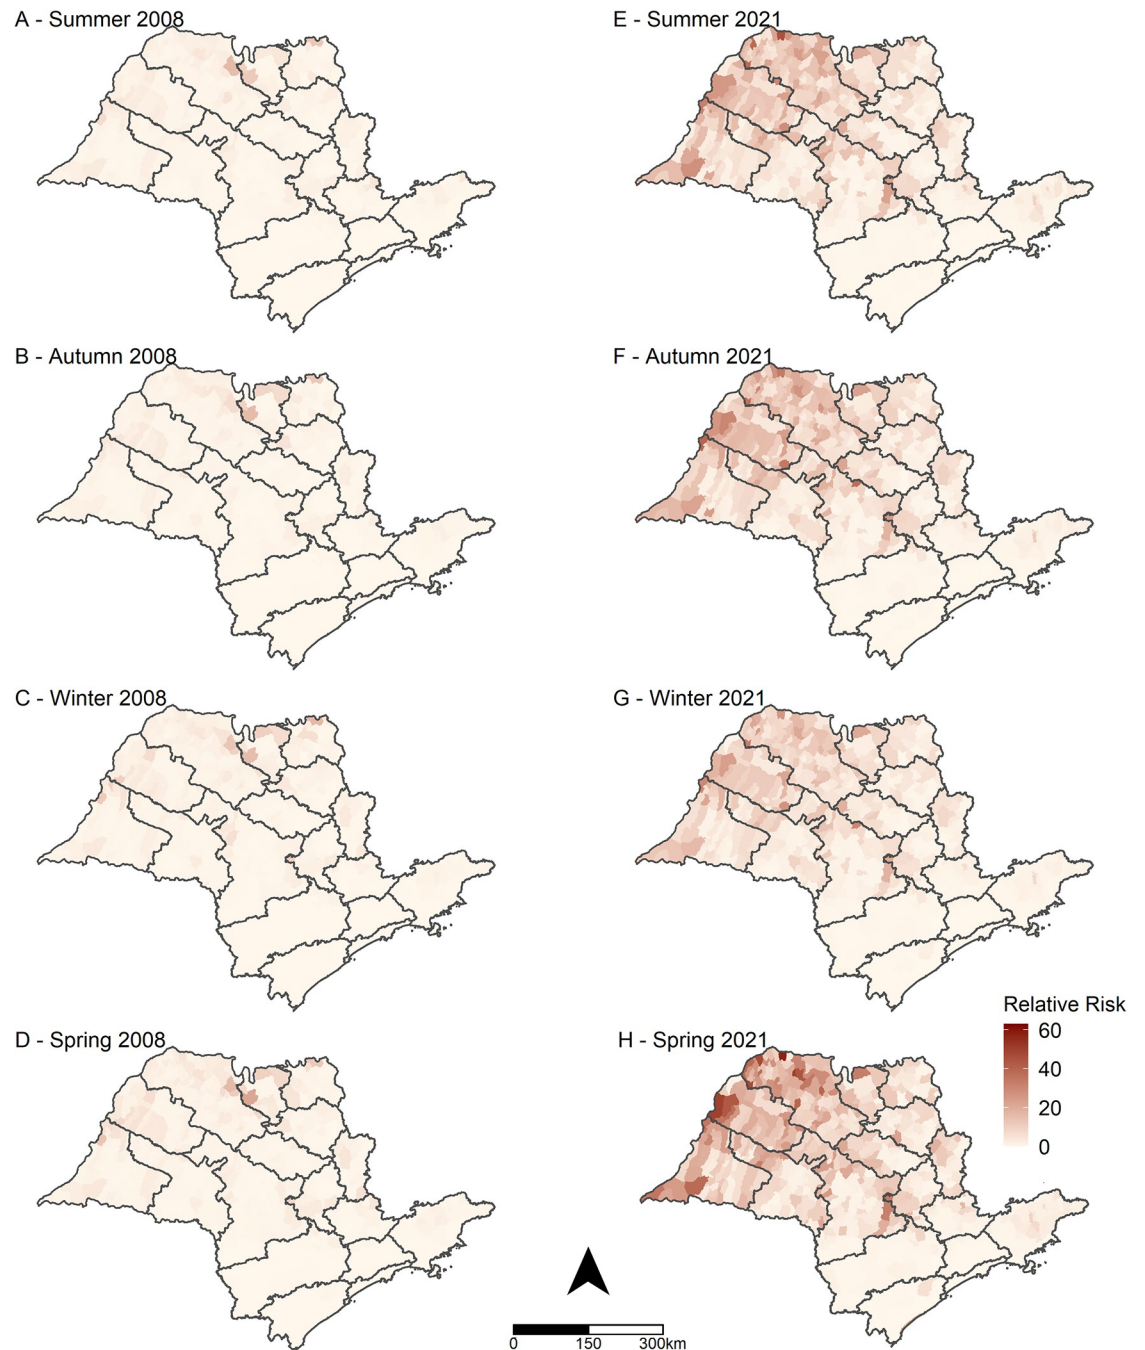 A - Summer 2008
E - Summer 2021
B - Autumn 2008
F - Autumn 2021
C - Winter 2008
G - Winter 2021
Relative Risk
60
40
20
0
D - Spring 2008
H - Spring 2021
0 150 300km